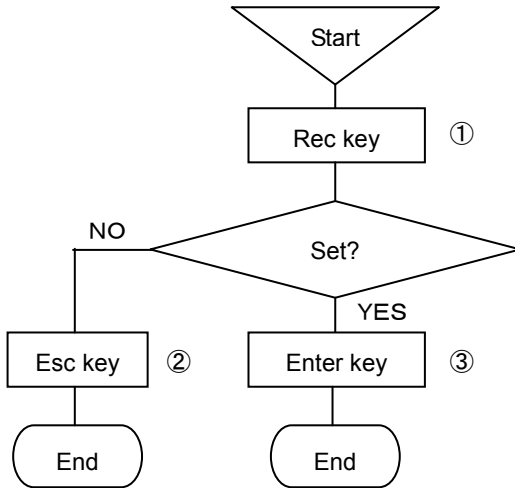 Start
Rec key ①
Set?
NO
YES
Esc key ② Enter key ③
End End